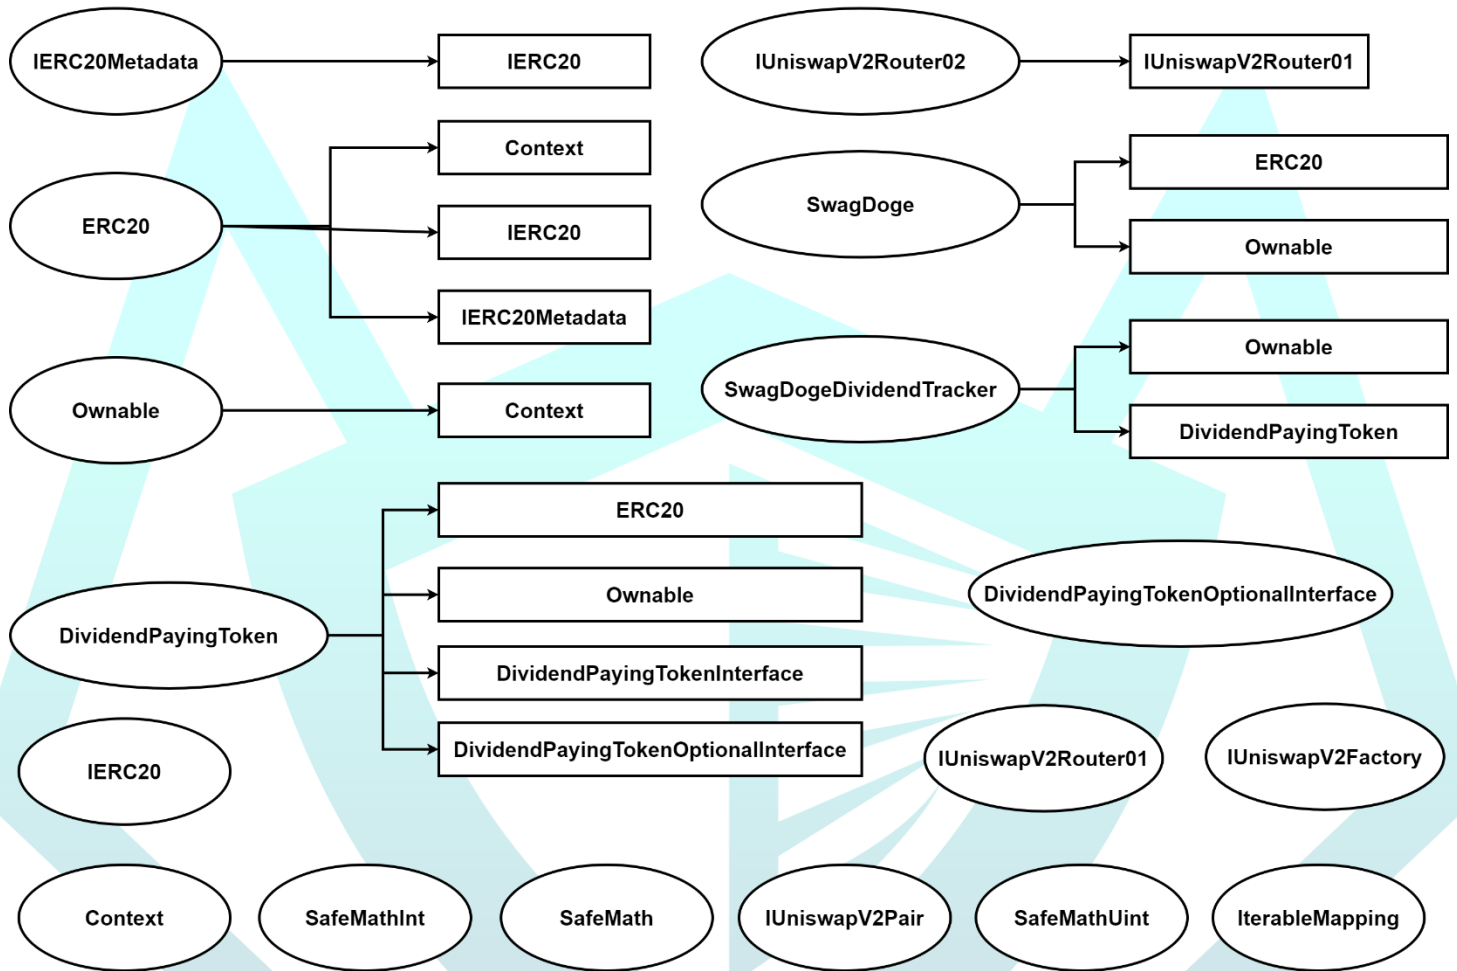 IERC20Metadata
IERC20
IUniswapV2Router02
IUniswapV2Router01
Context
ERC20
ERC20
IERC20
SwagDoge
Ownable
IERC20Metadata
Ownable
Ownable
Context
SwagDogeDividendTracker
DividendPayingToken
ERC20
Ownable
DividendPayingTokenOptionalInterface
DividendPayingToken
DividendPayingTokenInterface
DividendPayingTokenOptionalInterface
IERC20
IUniswapV2Router01
IUniswapV2Factory
Context
SafeMathInt
SafeMath
IUniswapV2Pair
SafeMathUint
IterableMapping